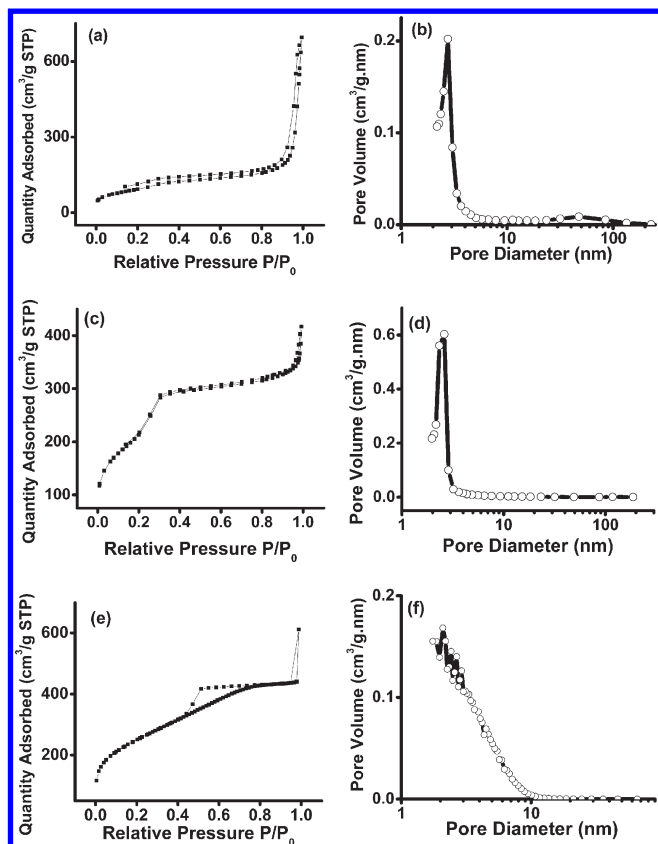 (a)
Quantity Adsorbed (cm³/g STP)
600
300
0
0.0 0.2 0.4 0.6 0.8 1.0
Relative Pressure P/P₀
(b)
Pore Volume (cm³/g.nm)
0.2
0.1
0.0
1 10 100
Pore Diameter (nm)
(c)
Quantity Adsorbed (cm³/g STP)
400
300
200
100
0.0 0.2 0.4 0.6 0.8 1.0
Relative Pressure P/P₀
(d)
Pore Volume (cm³/g.nm)
0.6
0.4
0.2
0.0
1 10 100
Pore Diameter (nm)
(e)
Quantity Adsorbed (cm³/g STP)
600
400
200
0.0 0.2 0.4 0.6 0.8 1.0
Relative Pressure P/P₀
(f)
Pore Volume (cm³/g.nm)
0.2
0.1
0.0
1 10 100
Pore Diameter (nm)